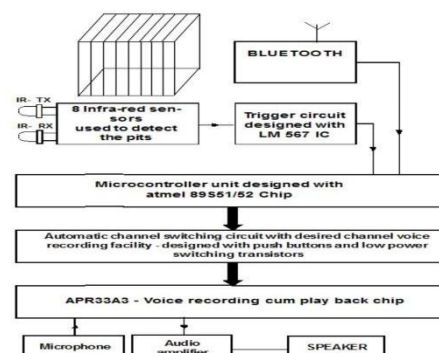 BLUETOOTH
IR- TX
IR- RX
8 Infra-red sen-
sors
used to detect
the pits
Trigger circuit
designed with
LM 567 IC
Microcontroller unit designed with
atmel 89S51/52 Chip
Automatic channel switching circuit with desired channel voice
recording facility - designed with push buttons and low power
switching transistors
APR33A3 - Voice recording cum play back chip
Microphone
Audio
amplifier
SPEAKER